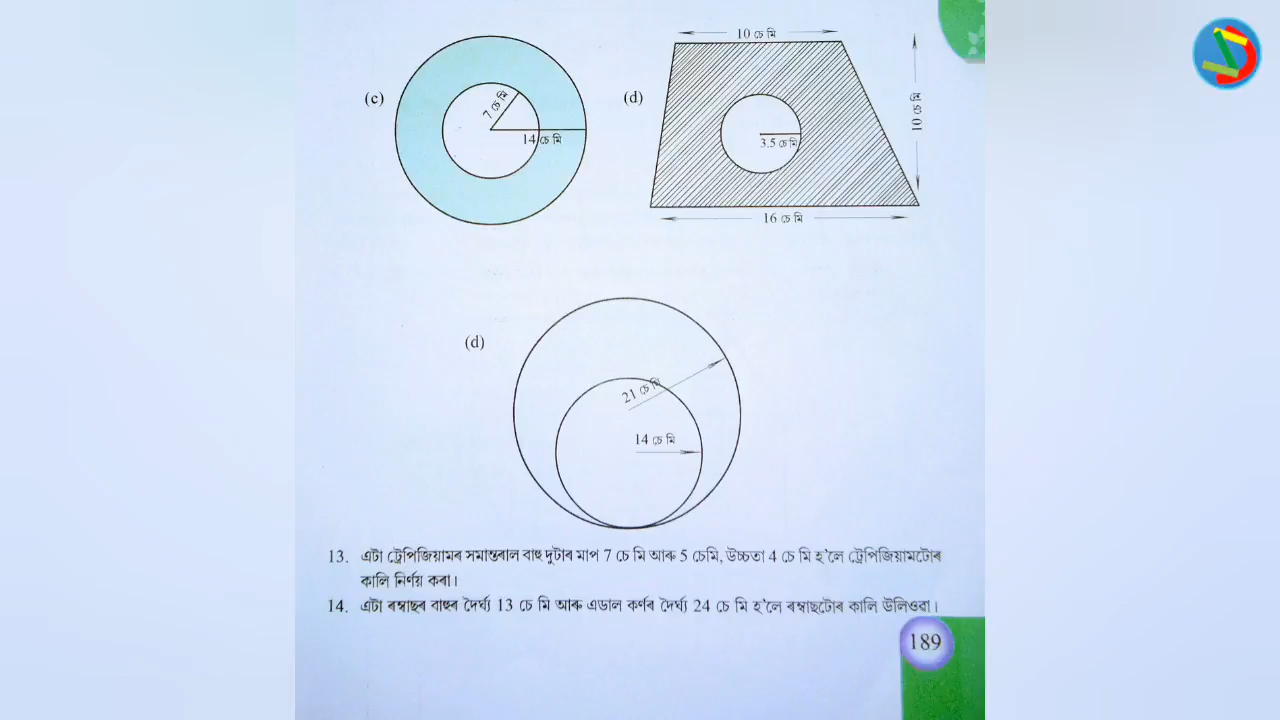 10 চে মি
(c)
(d)
7 চে মি
10 চে মি
14 চে মি
3.5 চে মি
16 চে মি
(d)
21 চে মি
14 চে মি
13. এটা ট্ৰেপিজিয়ামৰ সমান্তৰাল বাহু দুটাৰ মাপ 7 চে মি আৰু 5 চেমি, উচ্চতা 4 চে মি হ'লে ট্ৰেপিজিয়ামটোৰ
কালি নিৰ্ণয় কৰা।
14. এটা ৰম্বাছৰ বাহুৰ দৈৰ্ঘ্য 13 চে মি আৰু এডাল কৰ্ণৰ দৈৰ্ঘ্য 24 চে মি হ'লে ৰম্বাছটোৰ কালি উলিওৱা।
189